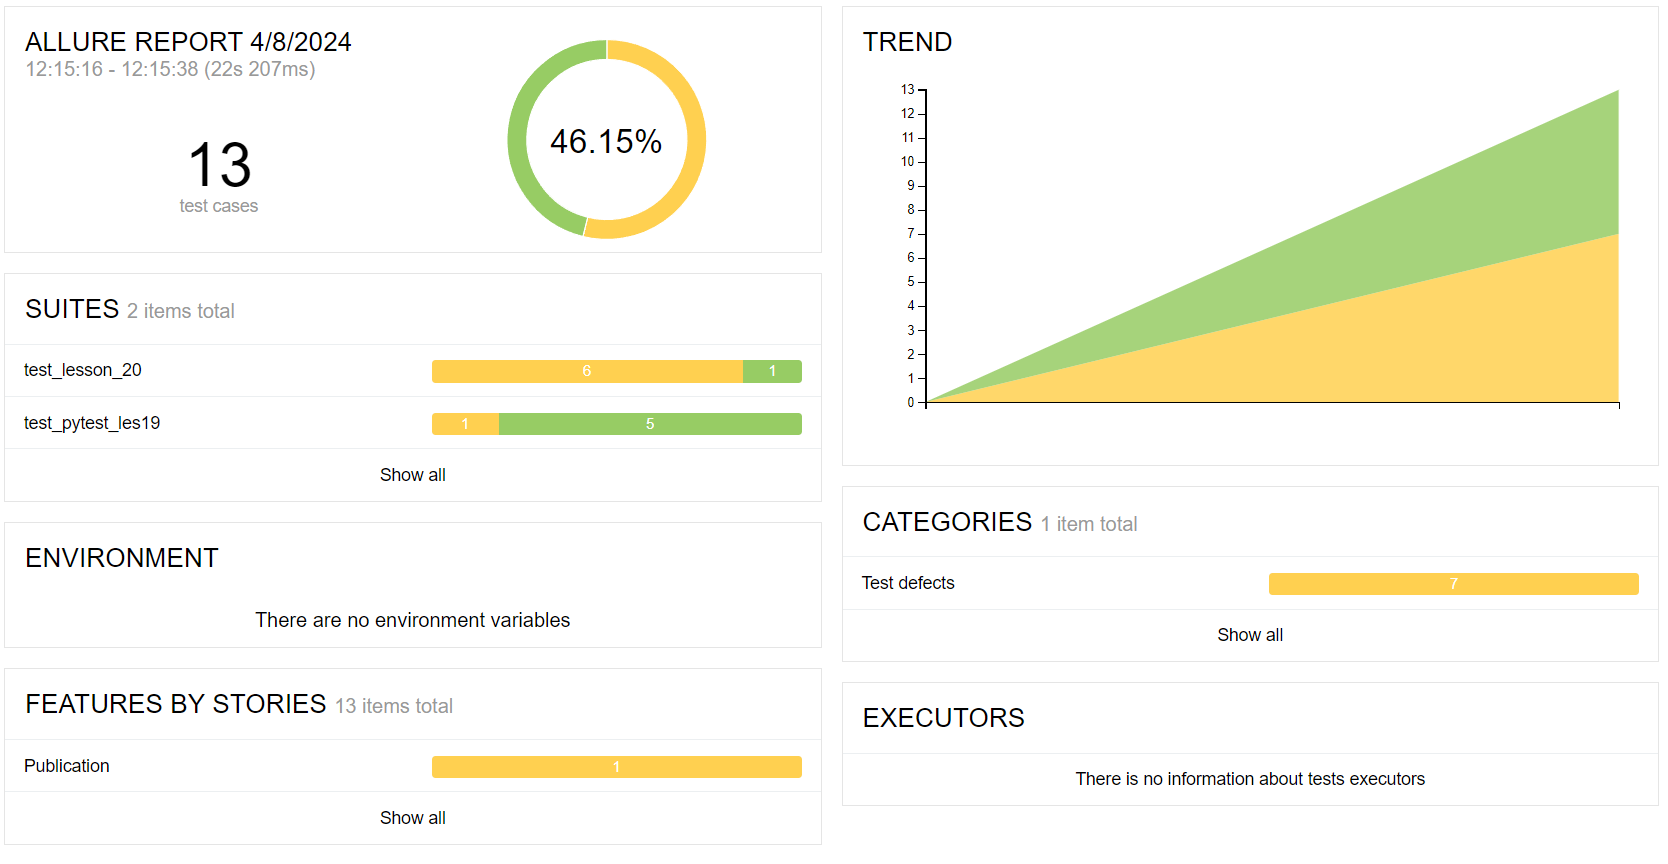 ALLURE REPORT 4/8/2024
12:15:16 - 12:15:38 (22s 207ms)
13
test cases
46.15%
SUITES 2 items total
test_lesson_20 6 1
test_pytest_les19 1 5
Show all
ENVIRONMENT
There are no environment variables
FEATURES BY STORIES 13 items total
Publication 1
Show all
TREND
13
12
11
10
9
8
7
6
5
4
3
2
1
0
CATEGORIES 1 item total
Test defects 7
Show all
EXECUTORS
There is no information about tests executors